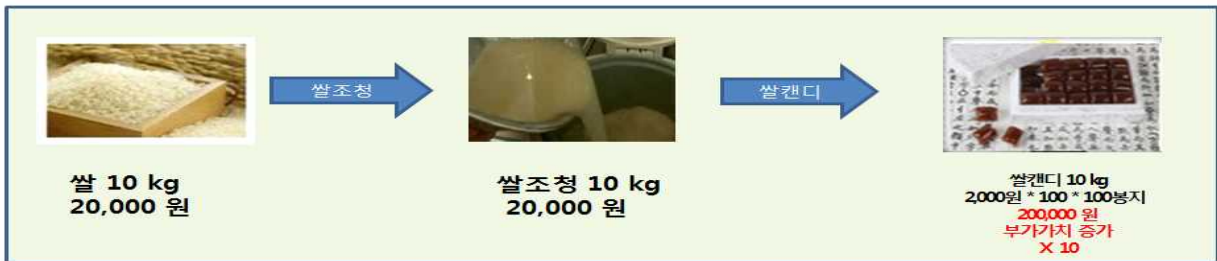 쌀조청
쌀캔디
쌀 10 kg
20,000 원
쌀조청 10 kg
20,000 원
쌀캔디 10 kg
2,000원 * 100 * 100봉지
200,000 원
부가가치 증가
X 10